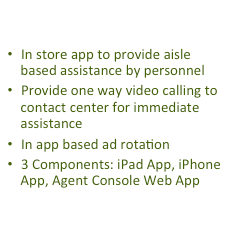 • In store app to provide aisle
based assistance by personnel
• Provide one way video calling to
contact center for immediate
assistance
• In app based ad rotation
• 3 Components: iPad App, iPhone
App, Agent Console Web App